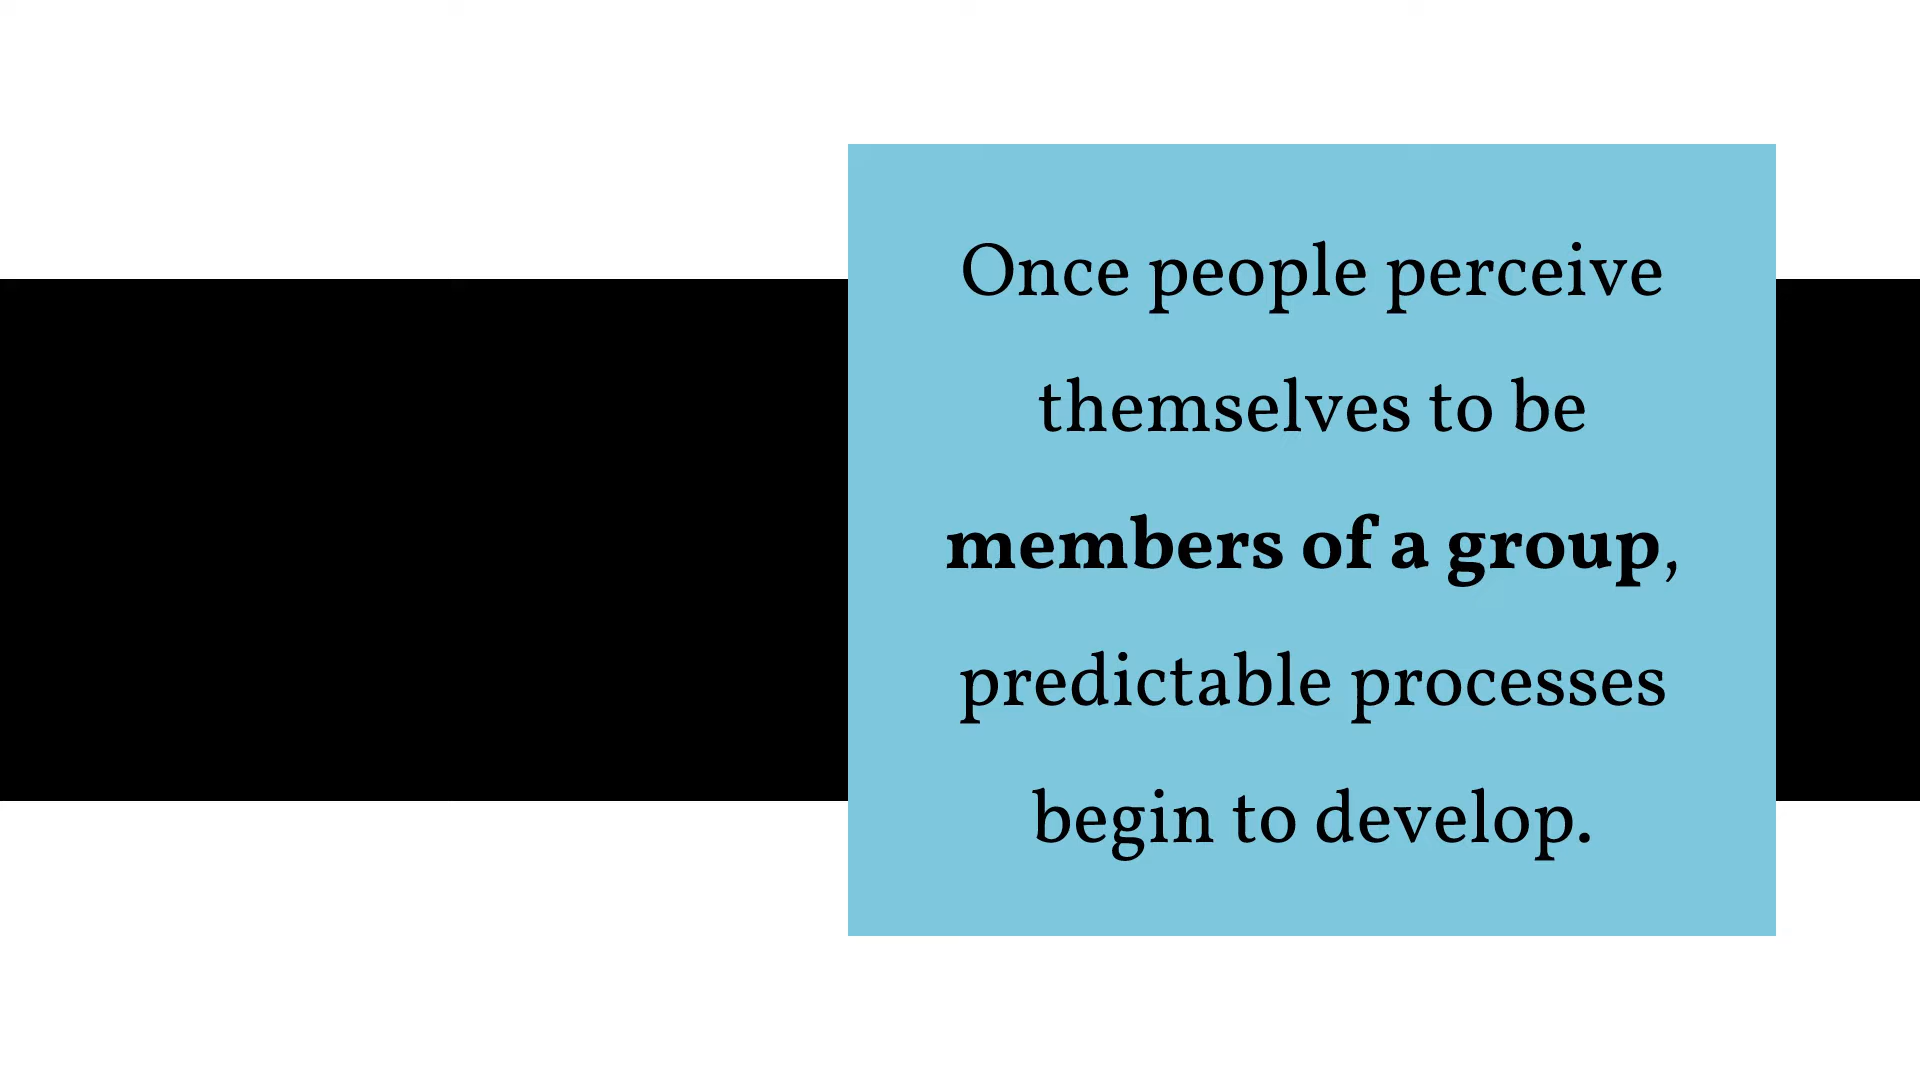 Once people perceive
themselves to be
members of a group,
predictable processes
begin to develop.